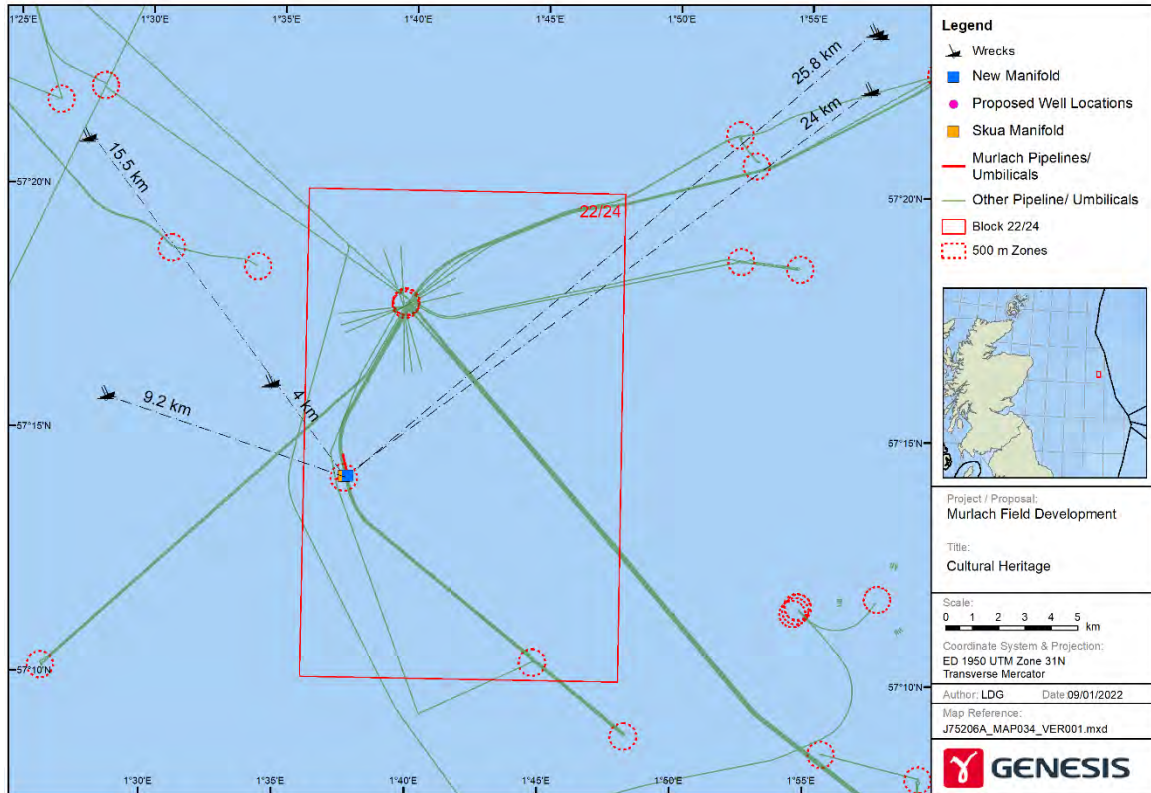 1°25'E
1°30'E
1°35'E
1°40'E
1°45'E
1°50'E
1°55'E
25.8 km
24 km
15.5 km
57°20'N
57°20'N
22/24
4 km
9.2 km
57°15'N
57°15'N
57°10'N
57°10'N
1°30'E
1°35'E
1°40'E
1°45'E
1°50'E
1°55'E
Legend
Wrecks
New Manifold
Proposed Well Locations
Skua Manifold
Murlach Pipelines/
Umbilicals
Other Pipeline/ Umbilicals
Block 22/24
500 m Zones
Project / Proposal:
Murlach Field Development
Title:
Cultural Heritage
Scale:
0 1 2 3 4 5
km
Coordinate System & Projection:
ED 1950 UTM Zone 31N
Transverse Mercator
Author: LDG Date:09/01/2022
Map Reference:
J75206A_MAP034_VER001.mxd
GENESIS